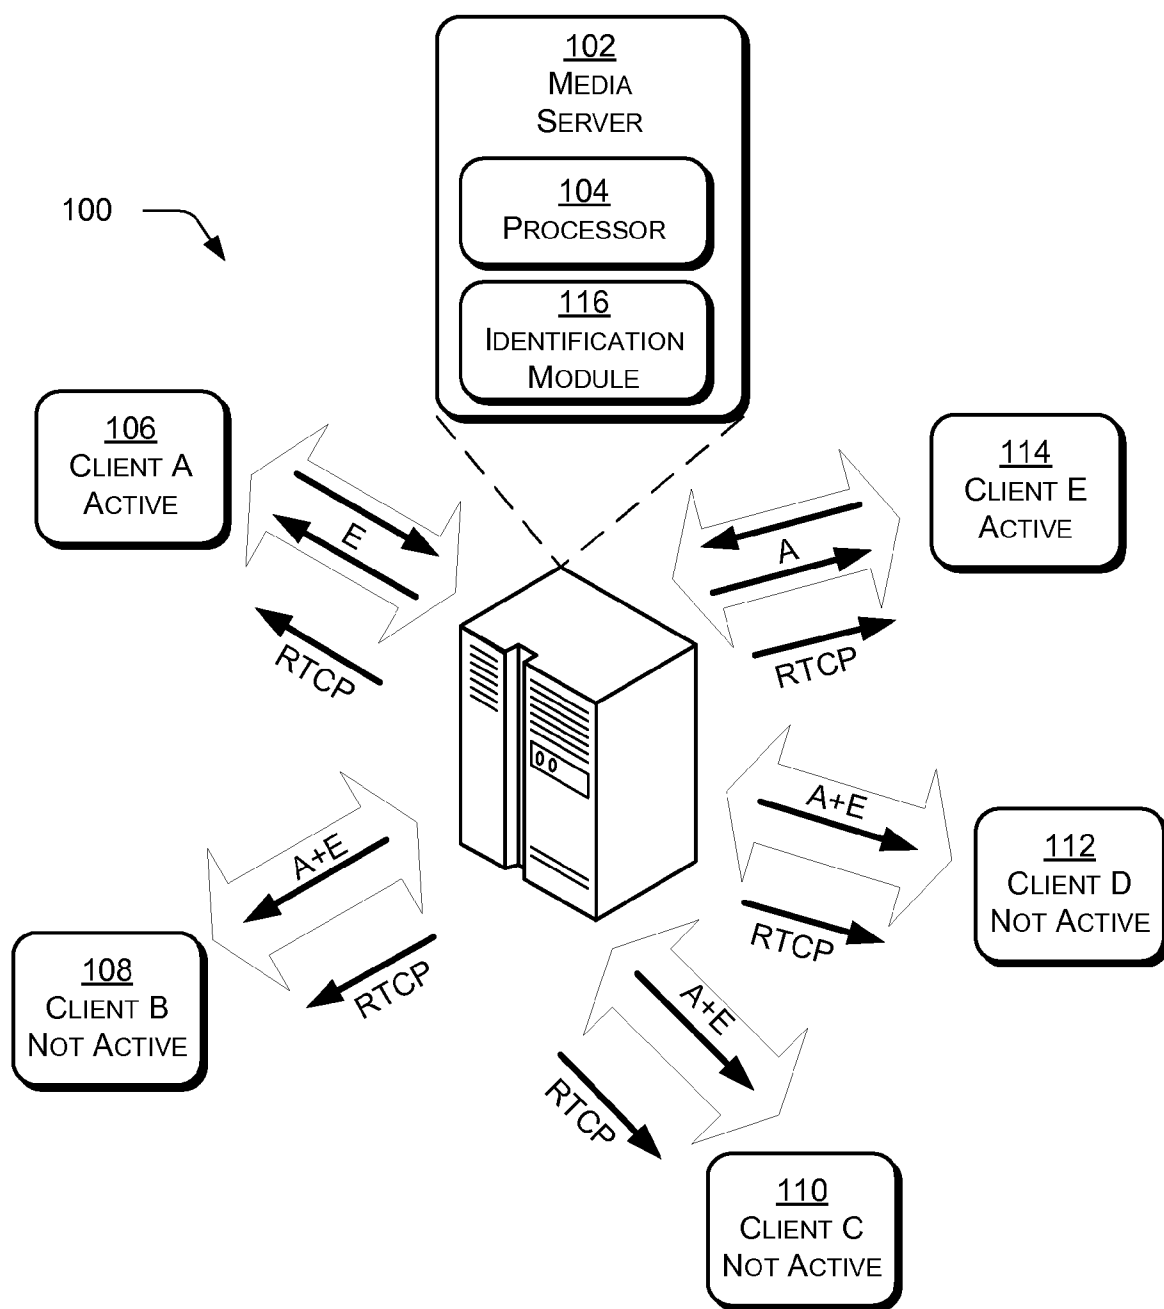 102
MEDIA
SERVER
104
PROCESSOR
116
IDENTIFICATION
MODULE
100
106
CLIENT A
ACTIVE
E
RTCP
114
CLIENT E
ACTIVE
A
RTCP
A+E
RTCP
108
CLIENT B
NOT ACTIVE
A+E
RTCP
112
CLIENT D
NOT ACTIVE
A+E
RTCP
110
CLIENT C
NOT ACTIVE